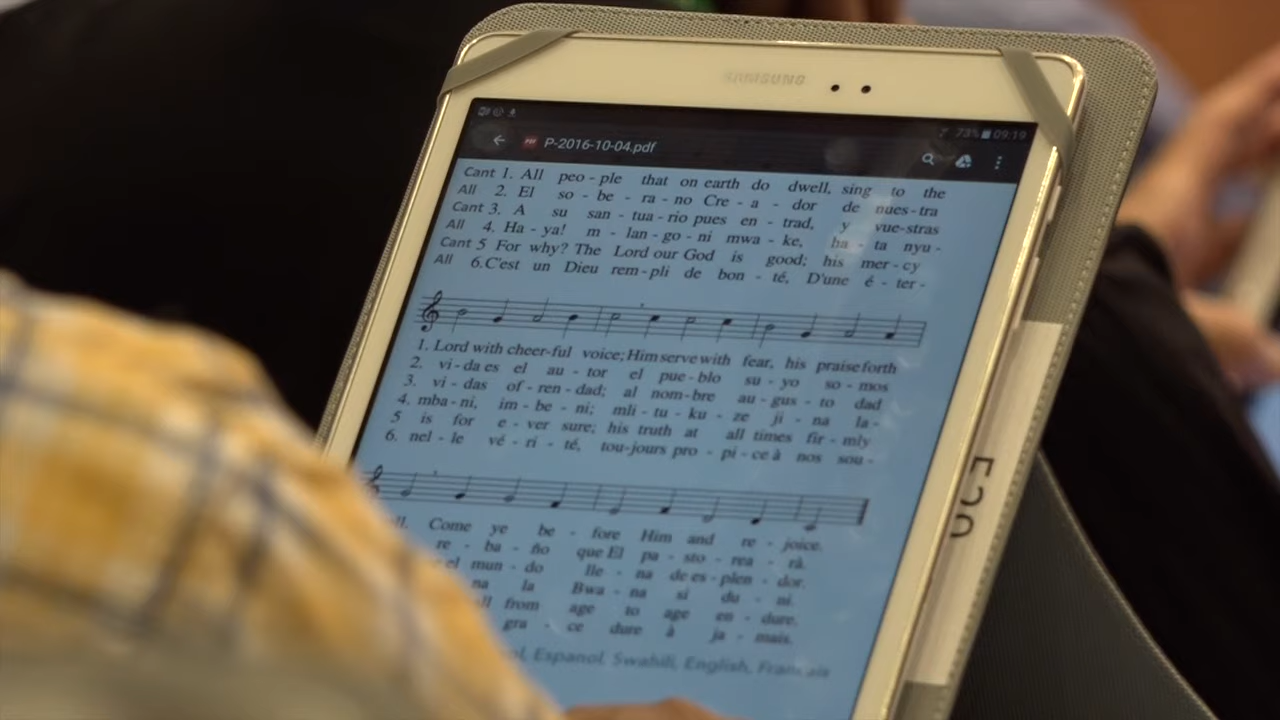 SAMSUNG
73% 09:19
P-2016-10-04.pdf
Cant 1. All peo - ple that on earth do dwell, sing to the
All 2. El so - be - ra - no Cre - a - dor de nues - tra
Cant 3. A su san - tua - rio pues en - trad, y vue - stras
All 4. Ha - ya! m - lan - go - ni mwa - ke, ha - ta nyu -
Cant 5 For why? The Lord our God is good; his mer - cy
All 6. C'est un Dieu rem - pli de bon - té, D'une é - ter -
1. Lord with cheer - ful voice; Him serve with fear, his praise forth
2. vi - da es el au - tor el pue - blo su - yo so - mos
3. vi - das of - ren - dad; al nom - bre au - gus - to dad
4. mba - ni, im - be - ni; mli - tu - ku - ze ji - na la -
5 is for e - ver sure; his truth at all times fir - mly
6. nel - le vé - ri - té, tou - jours pro - pi - ce à nos sou -
Come ye be - fore Him and re - joice.
re - ba - ño que El pa - sto - rea - rá.
el mun - do lle - na de es - plen - dor.
na la Bwa - na si du - ni.
from age to age en - dure.
gra - ce dure à ja - mais.
Espanol, Swahili, English, Francais